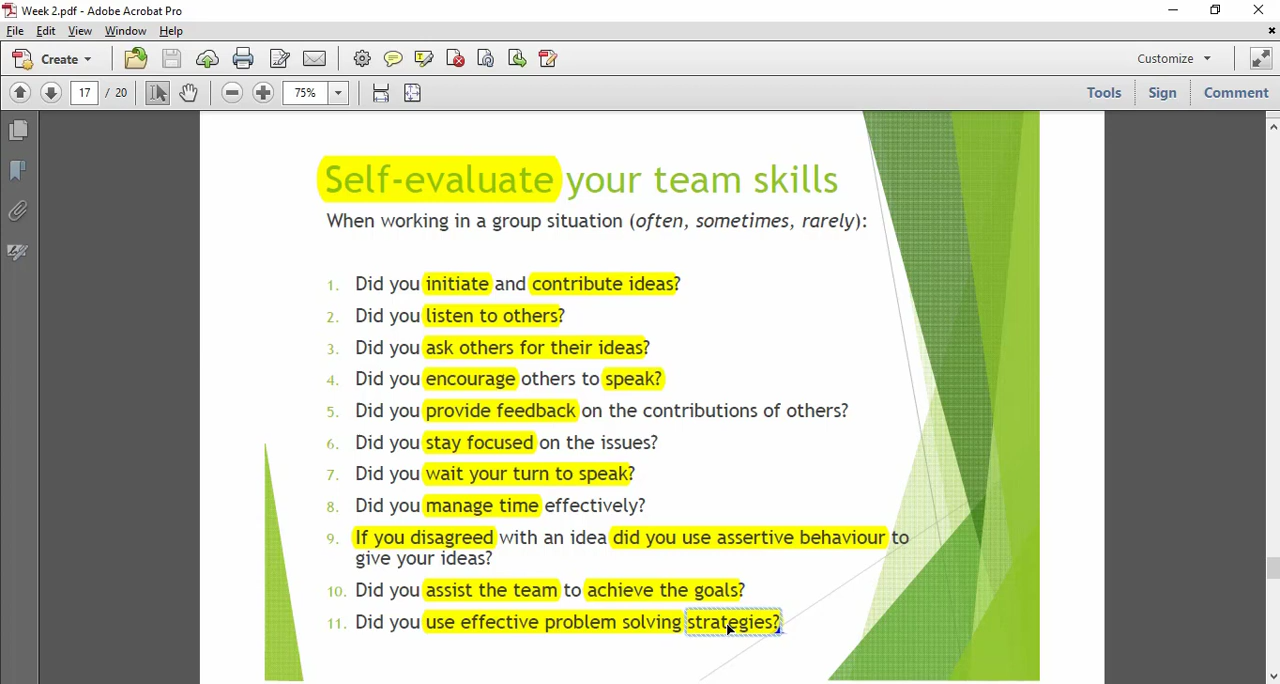 Week 2.pdf - Adobe Acrobat Pro
File Edit View Window Help
Create Customize
17 / 20 75% Tools Sign Comment
Self-evaluate your team skills
When working in a group situation (often, sometimes, rarely):
1. Did you initiate and contribute ideas?
2. Did you listen to others?
3. Did you ask others for their ideas?
4. Did you encourage others to speak?
5. Did you provide feedback on the contributions of others?
6. Did you stay focused on the issues?
7. Did you wait your turn to speak?
8. Did you manage time effectively?
9. If you disagreed with an idea did you use assertive behaviour to
give your ideas?
10. Did you assist the team to achieve the goals?
11. Did you use effective problem solving strategies?